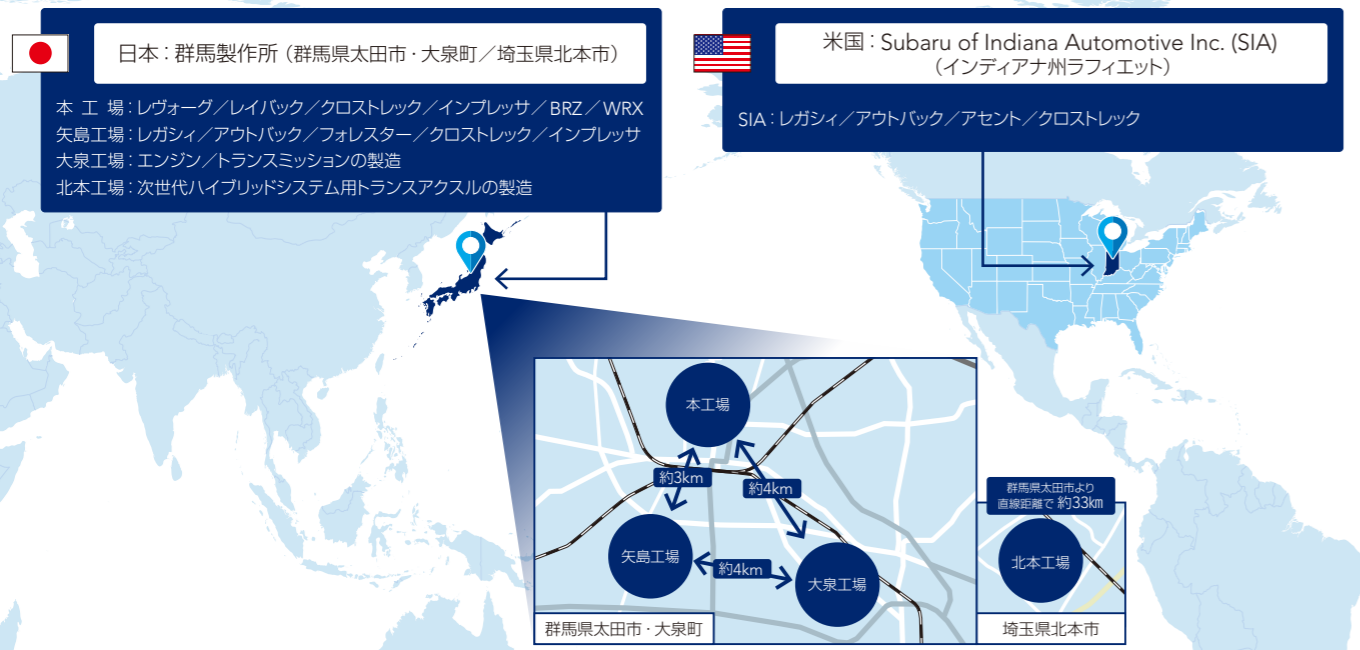 日本：群馬製作所（群馬県太田市・大泉町／埼玉県北本市）
本 工 場：レヴォーグ／レイバック／クロストレック／インプレッサ／BRZ／WRX
矢島工場：レガシィ／アウトバック／フォレスター／クロストレック／インプレッサ
大泉工場：エンジン／トランスミッションの製造
北本工場：次世代ハイブリッドシステム用トランスアクスルの製造
米国：Subaru of Indiana Automotive Inc. (SIA)
（インディアナ州ラフィエット）
SIA：レガシィ／アウトバック／アセント／クロストレック
本工場
約3km
約4km
矢島工場
約4km
大泉工場
群馬県太田市・大泉町
群馬県太田市より
直線距離で 約33km
北本工場
埼玉県北本市